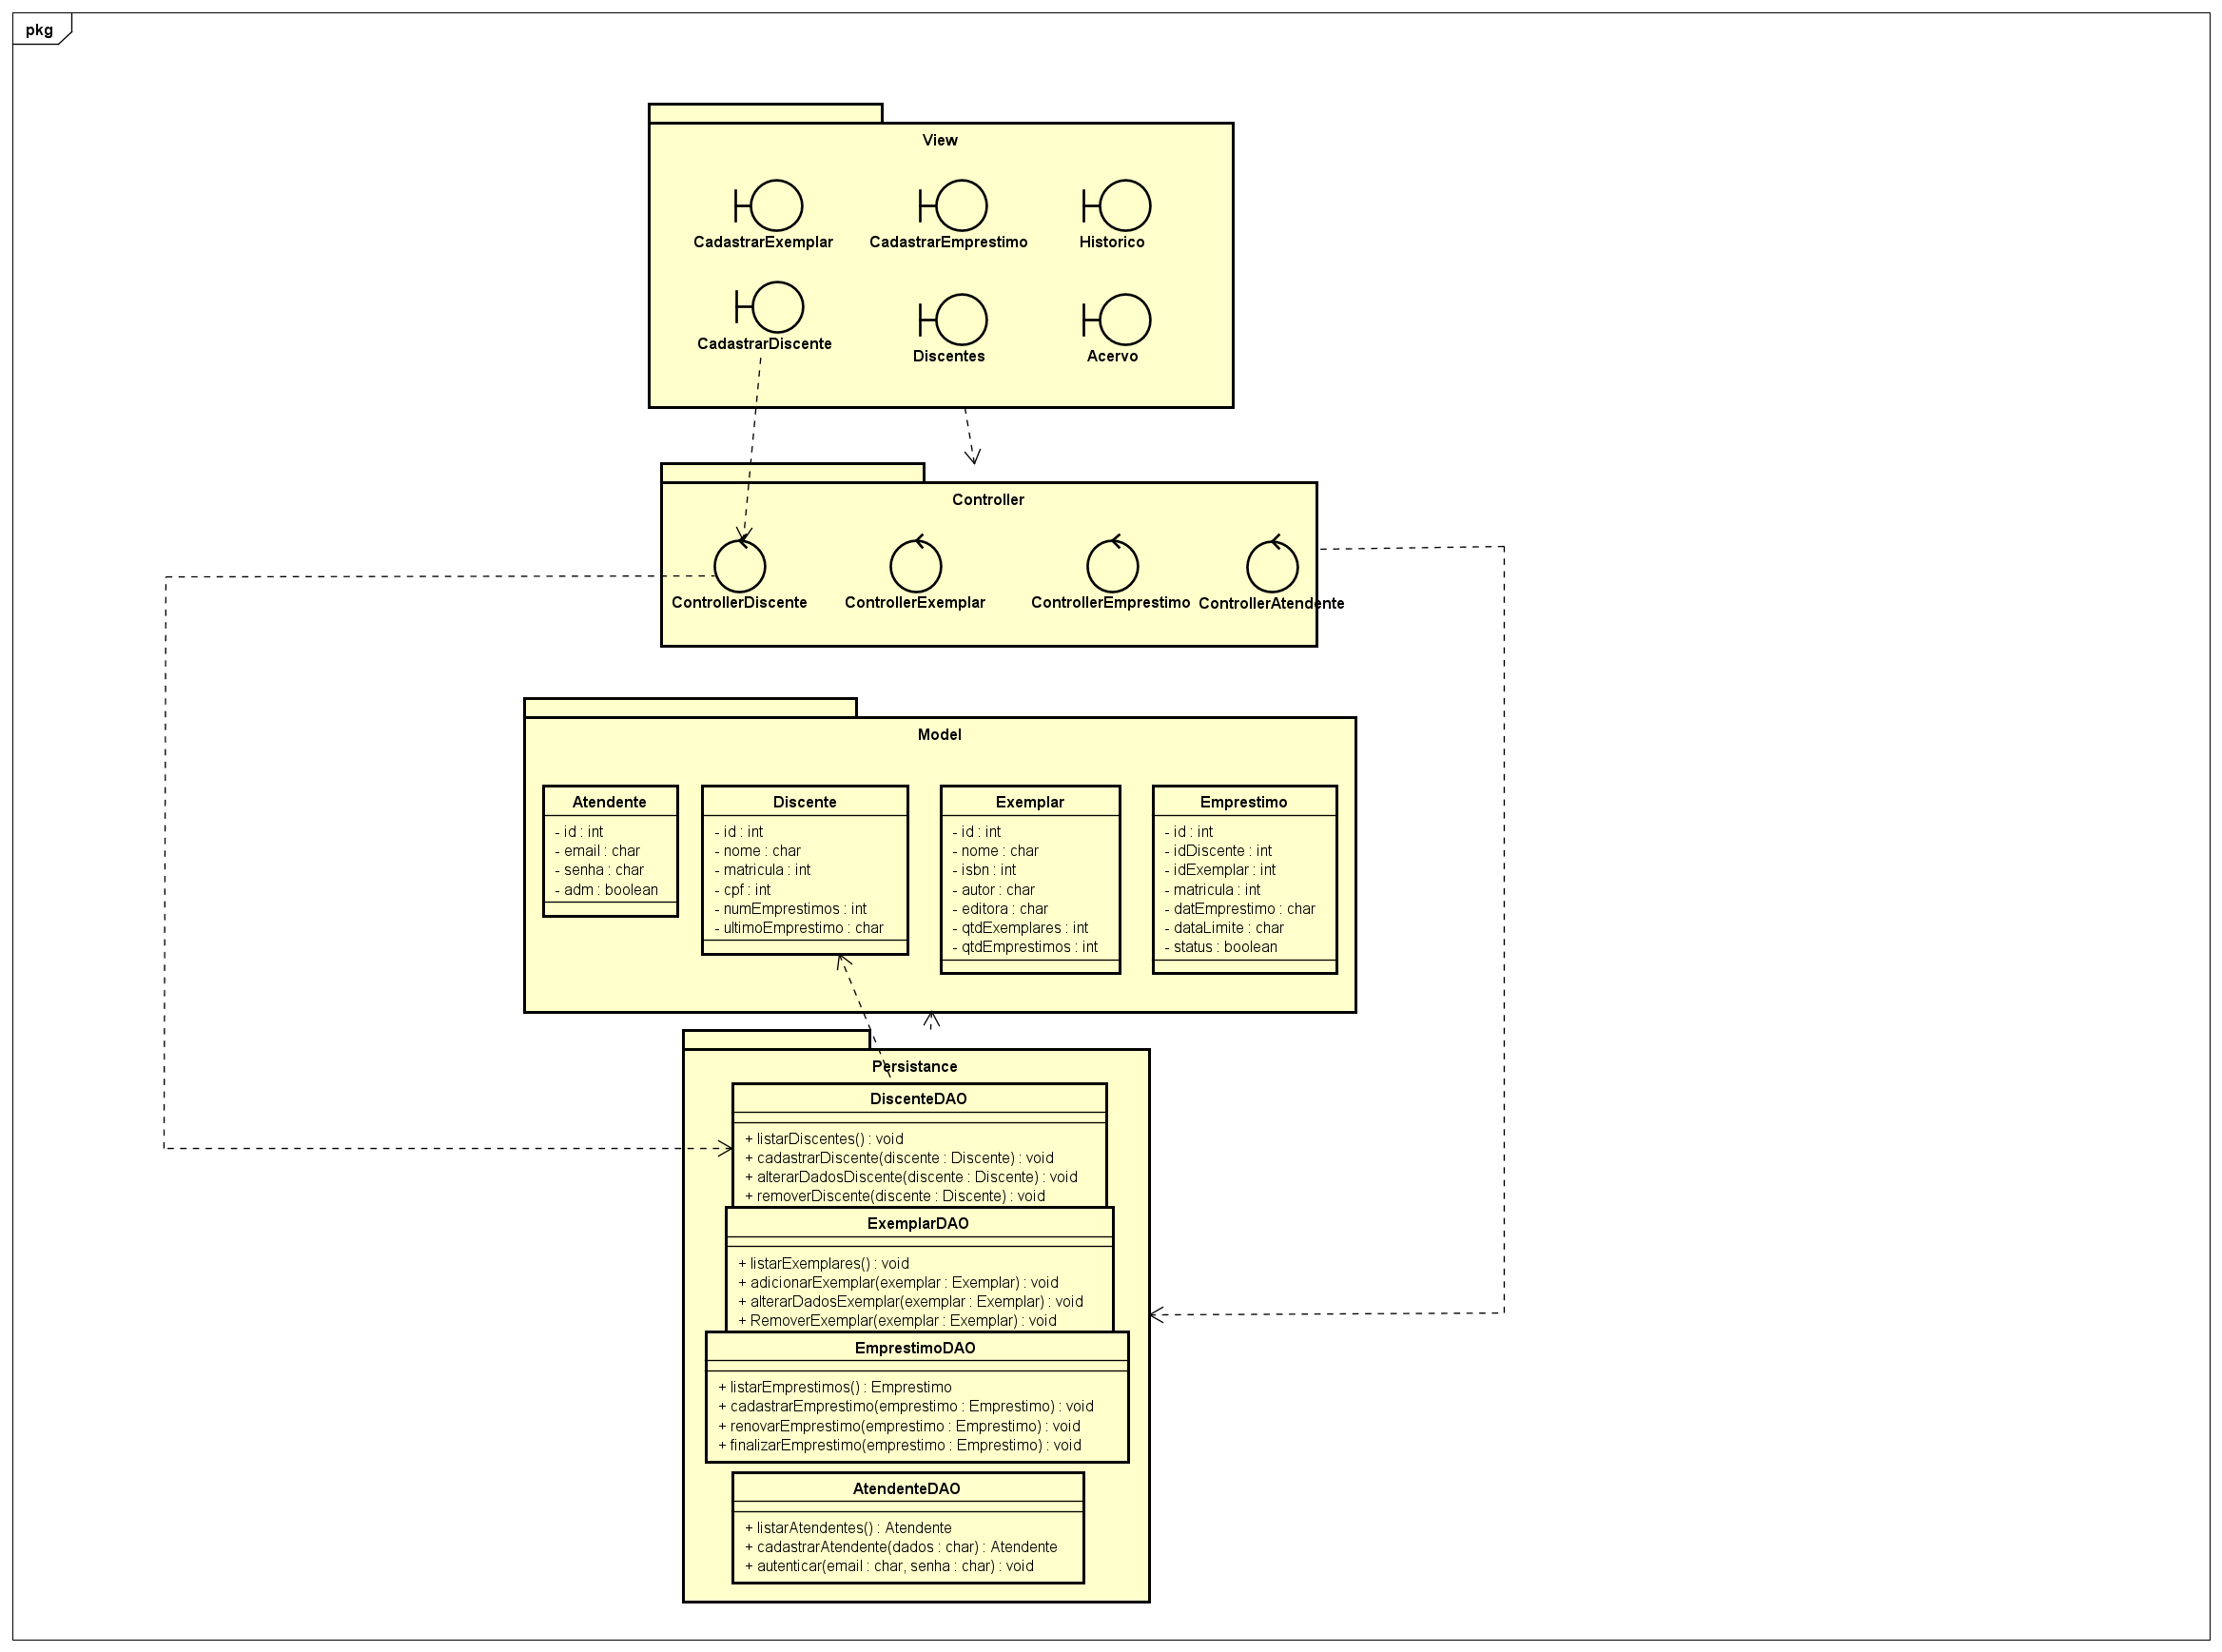 pkg
View
CadastrarExemplar
CadastrarEmprestimo
Historico
CadastrarDiscente
Discentes
Acervo
Controller
ControllerDiscente
ControllerExemplar
ControllerEmprestimo
ControllerAtendente
Model
Atendente
- id : int
- email : char
- senha : char
- adm : boolean
Discente
- id : int
- nome : char
- matricula : int
- cpf : int
- numEmprestimos : int
- ultimoEmprestimo : char
Exemplar
- id : int
- nome : char
- isbn : int
- autor : char
- editora : char
- qtdExemplares : int
- qtdEmprestimos : int
Emprestimo
- id : int
- idDiscente : int
- idExemplar : int
- matricula : int
- datEmprestimo : char
- dataLimite : char
- status : boolean
Persistance
DiscenteDAO
+ listarDiscentes() : void
+ cadastrarDiscente(discente : Discente) : void
+ alterarDadosDiscente(discente : Discente) : void
+ removerDiscente(discente : Discente) : void
ExemplarDAO
+ listarExemplares() : void
+ adicionarExemplar(exemplar : Exemplar) : void
+ alterarDadosExemplar(exemplar : Exemplar) : void
+ RemoverExemplar(exemplar : Exemplar) : void
EmprestimoDAO
+ listarEmprestimos() : Emprestimo
+ cadastrarEmprestimo(emprestimo : Emprestimo) : void
+ renovarEmprestimo(emprestimo : Emprestimo) : void
+ finalizarEmprestimo(emprestimo : Emprestimo) : void
AtendenteDAO
+ listarAtendentes() : Atendente
+ cadastrarAtendente(dados : char) : Atendente
+ autenticar(email : char, senha : char) : void